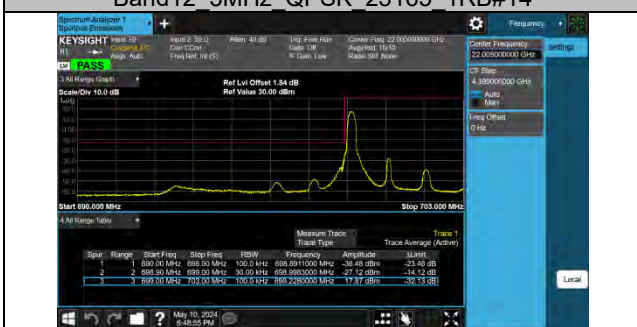 Spectrum Analyzer 1
Spurious Emissions
Frequency
KEYSIGHT Input: RF
Input Z: 50 Ω
Atten: 40 dB
Trig: Free Run
Center Freq: 22.005000000 GHz
Corr CCorr
Gate: Off
Avg|Hold: 10/10
Align: Auto
Freq Ref: Int (S)
IF Gain: Low
Radio Std: None
PASS
Center Frequency
22.005000000 GHz
Settings
CF Step
4.399000000 GHz
Auto
Man
Freq Offset
0 Hz
3 All Range Graph
Ref Lvl Offset 1.84 dB
Scale/Div 10.0 dB
Ref Value 30.00 dBm
Log
Start 690.000 MHz
Stop 703.000 MHz
4 All Range Table
Measure Trace
Trace 1
Trace Type
Trace Average (Active)
Spur Range Start Freq Stop Freq RBW Frequency Amplitude ΔLimit
1 1 690.00 MHz 698.90 MHz 100.0 kHz 698.8911000 MHz -36.48 dBm -23.48 dB
2 2 698.90 MHz 699.00 MHz 30.00 kHz 698.9983000 MHz -27.12 dBm -14.12 dB
3 3 699.00 MHz 703.00 MHz 100.0 kHz 699.2280000 MHz 17.87 dBm -32.13 dB
Local
May 10, 2024
6:48:55 PM